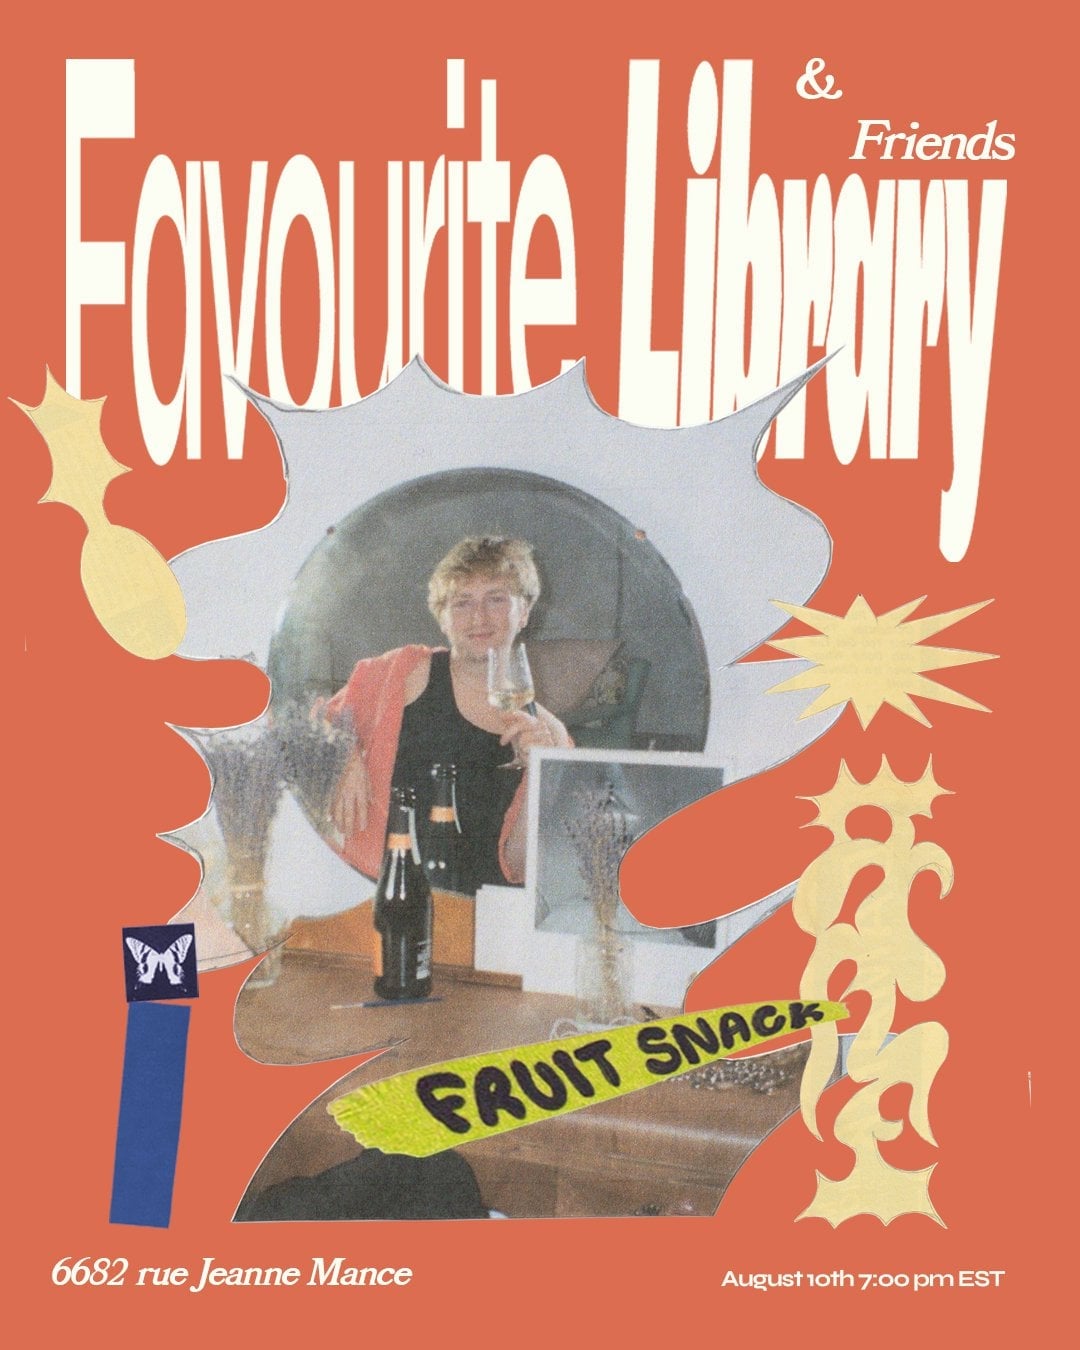 &
Friends
Favourite Library
FRUIT SNACK
6682 rue Jeanne Mance
August 10th 7:00 pm EST